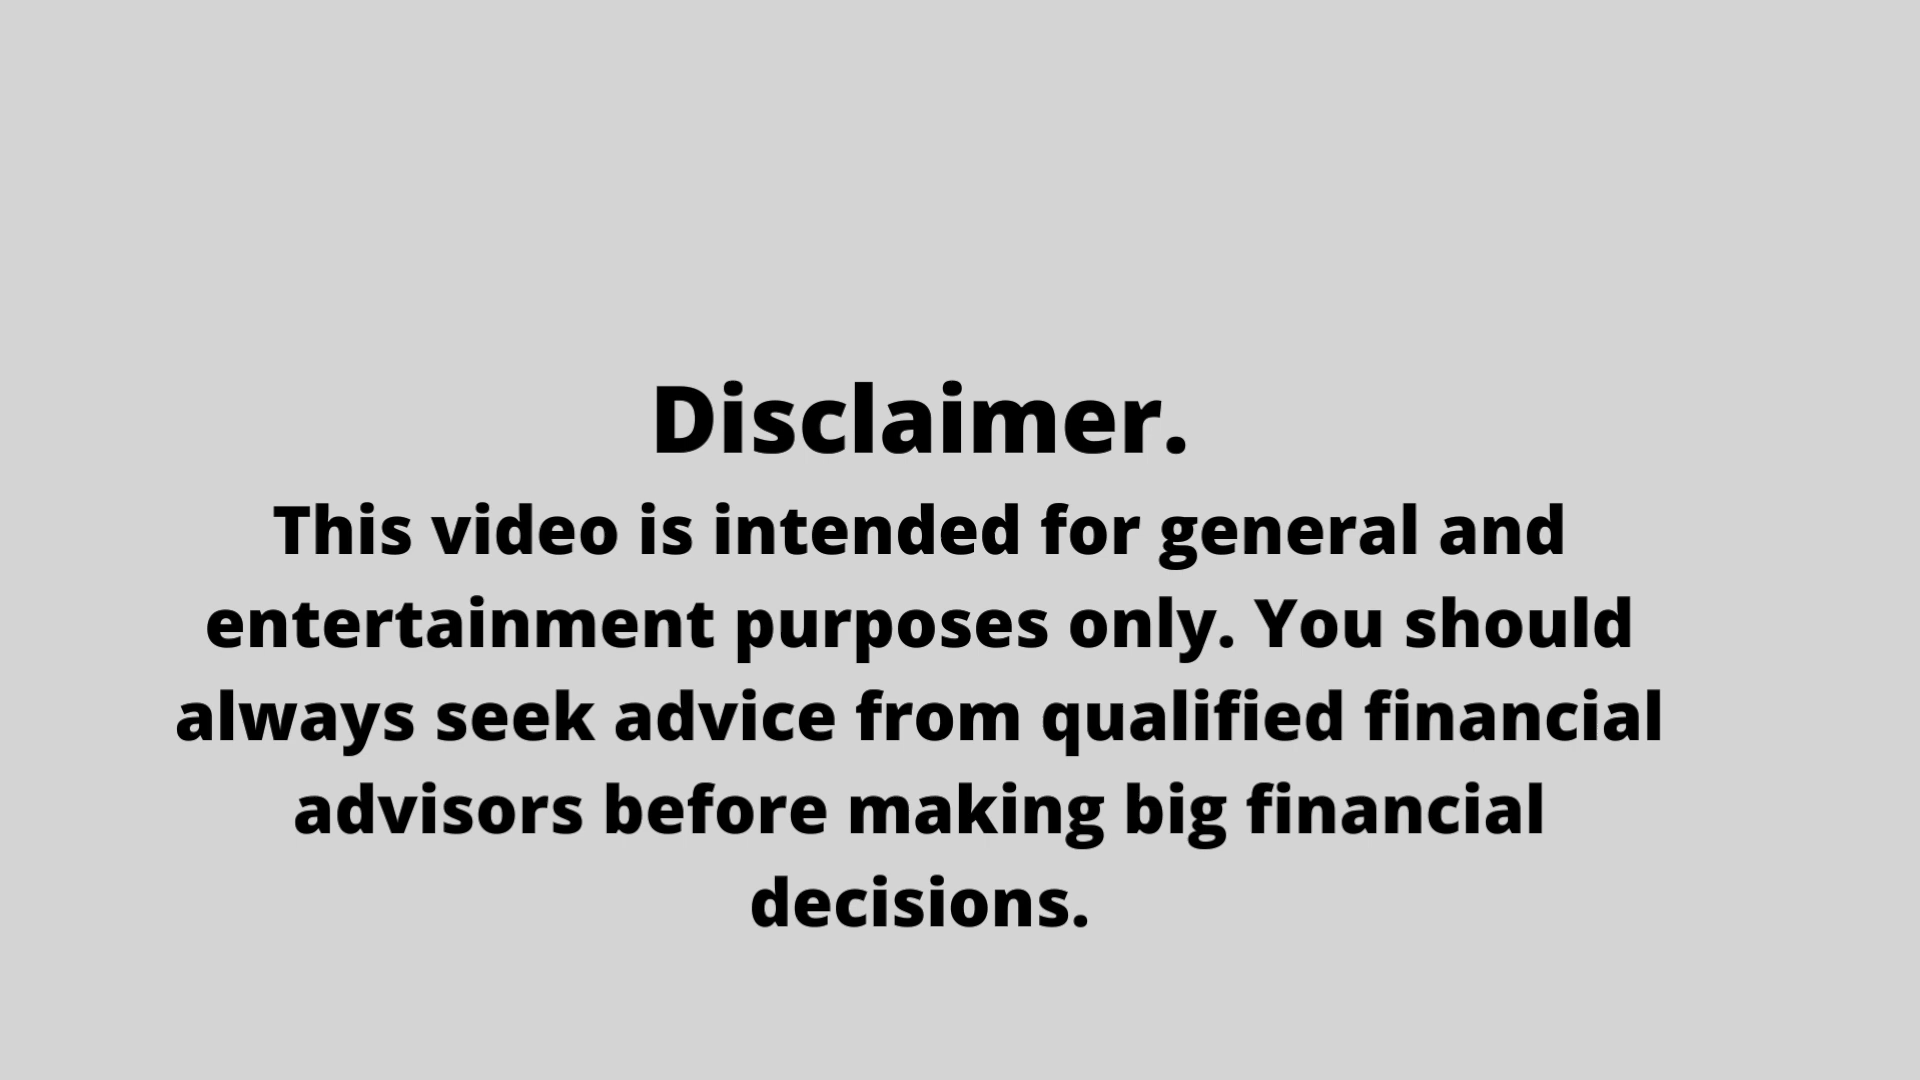 Disclaimer.
This video is intended for general and
entertainment purposes only. You should
always seek advice from qualified financial
advisors before making big financial
decisions.